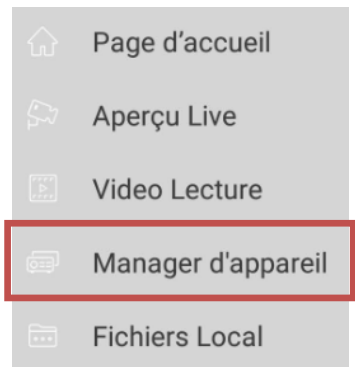 Page d’accueil
Aperçu Live
Video Lecture
Manager d'appareil
Fichiers Local